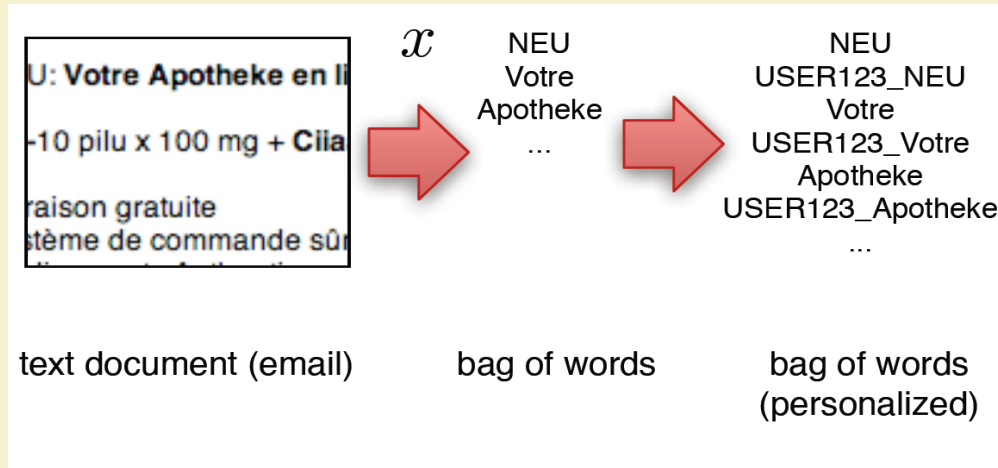 U: Votre Apotheke en li
-10 pilu x 100 mg + Ciia
raison gratuite
stème de commande sûr
x
NEU
Votre
Apotheke
...
NEU
USER123_NEU
Votre
USER123_Votre
Apotheke
USER123_Apotheke
...
text document (email)
bag of words
bag of words
(personalized)